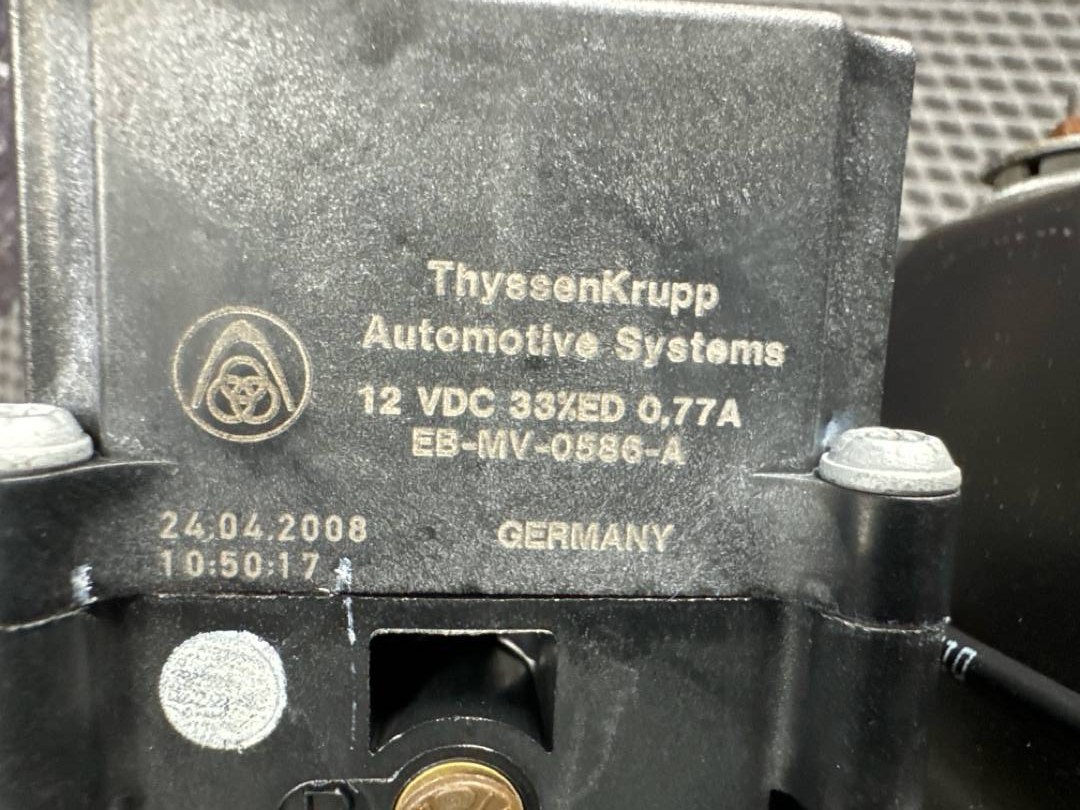 ThyssenKrupp
Automotive Systems
12 VDC 33%ED 0,77A
EB-MV-0586-A
24.04.2008
GERMANY
10:50:17
10